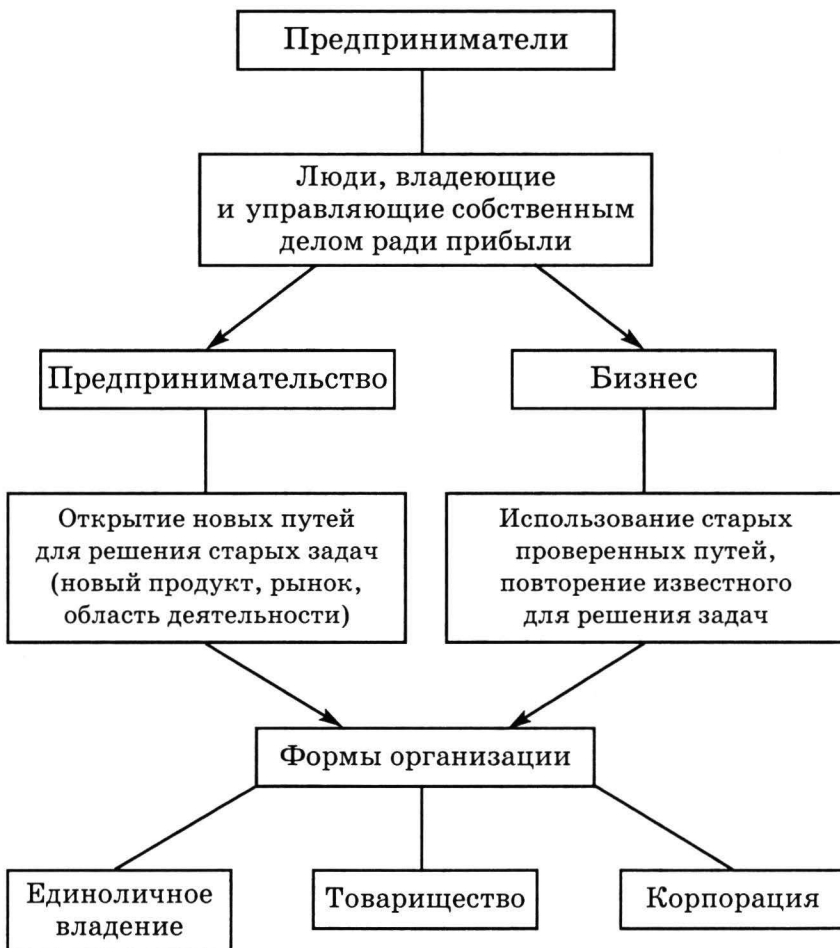 Предприниматели
Люди, владеющие
и управляющие собственным
делом ради прибыли
Предпринимательство
Бизнес
Открытие новых путей
для решения старых задач
(новый продукт, рынок,
область деятельности)
Использование старых
проверенных путей,
повторение известного
для решения задач
Формы организации
Единоличное
владение
Товарищество
Корпорация